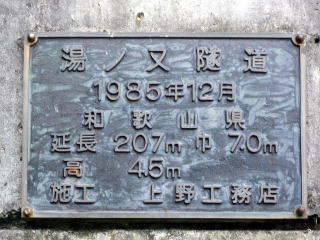 湯ノ又隧道
1985年12月
和歌山県
延長 207m 巾 7.0m
高 4.5m
施工 上野工務店